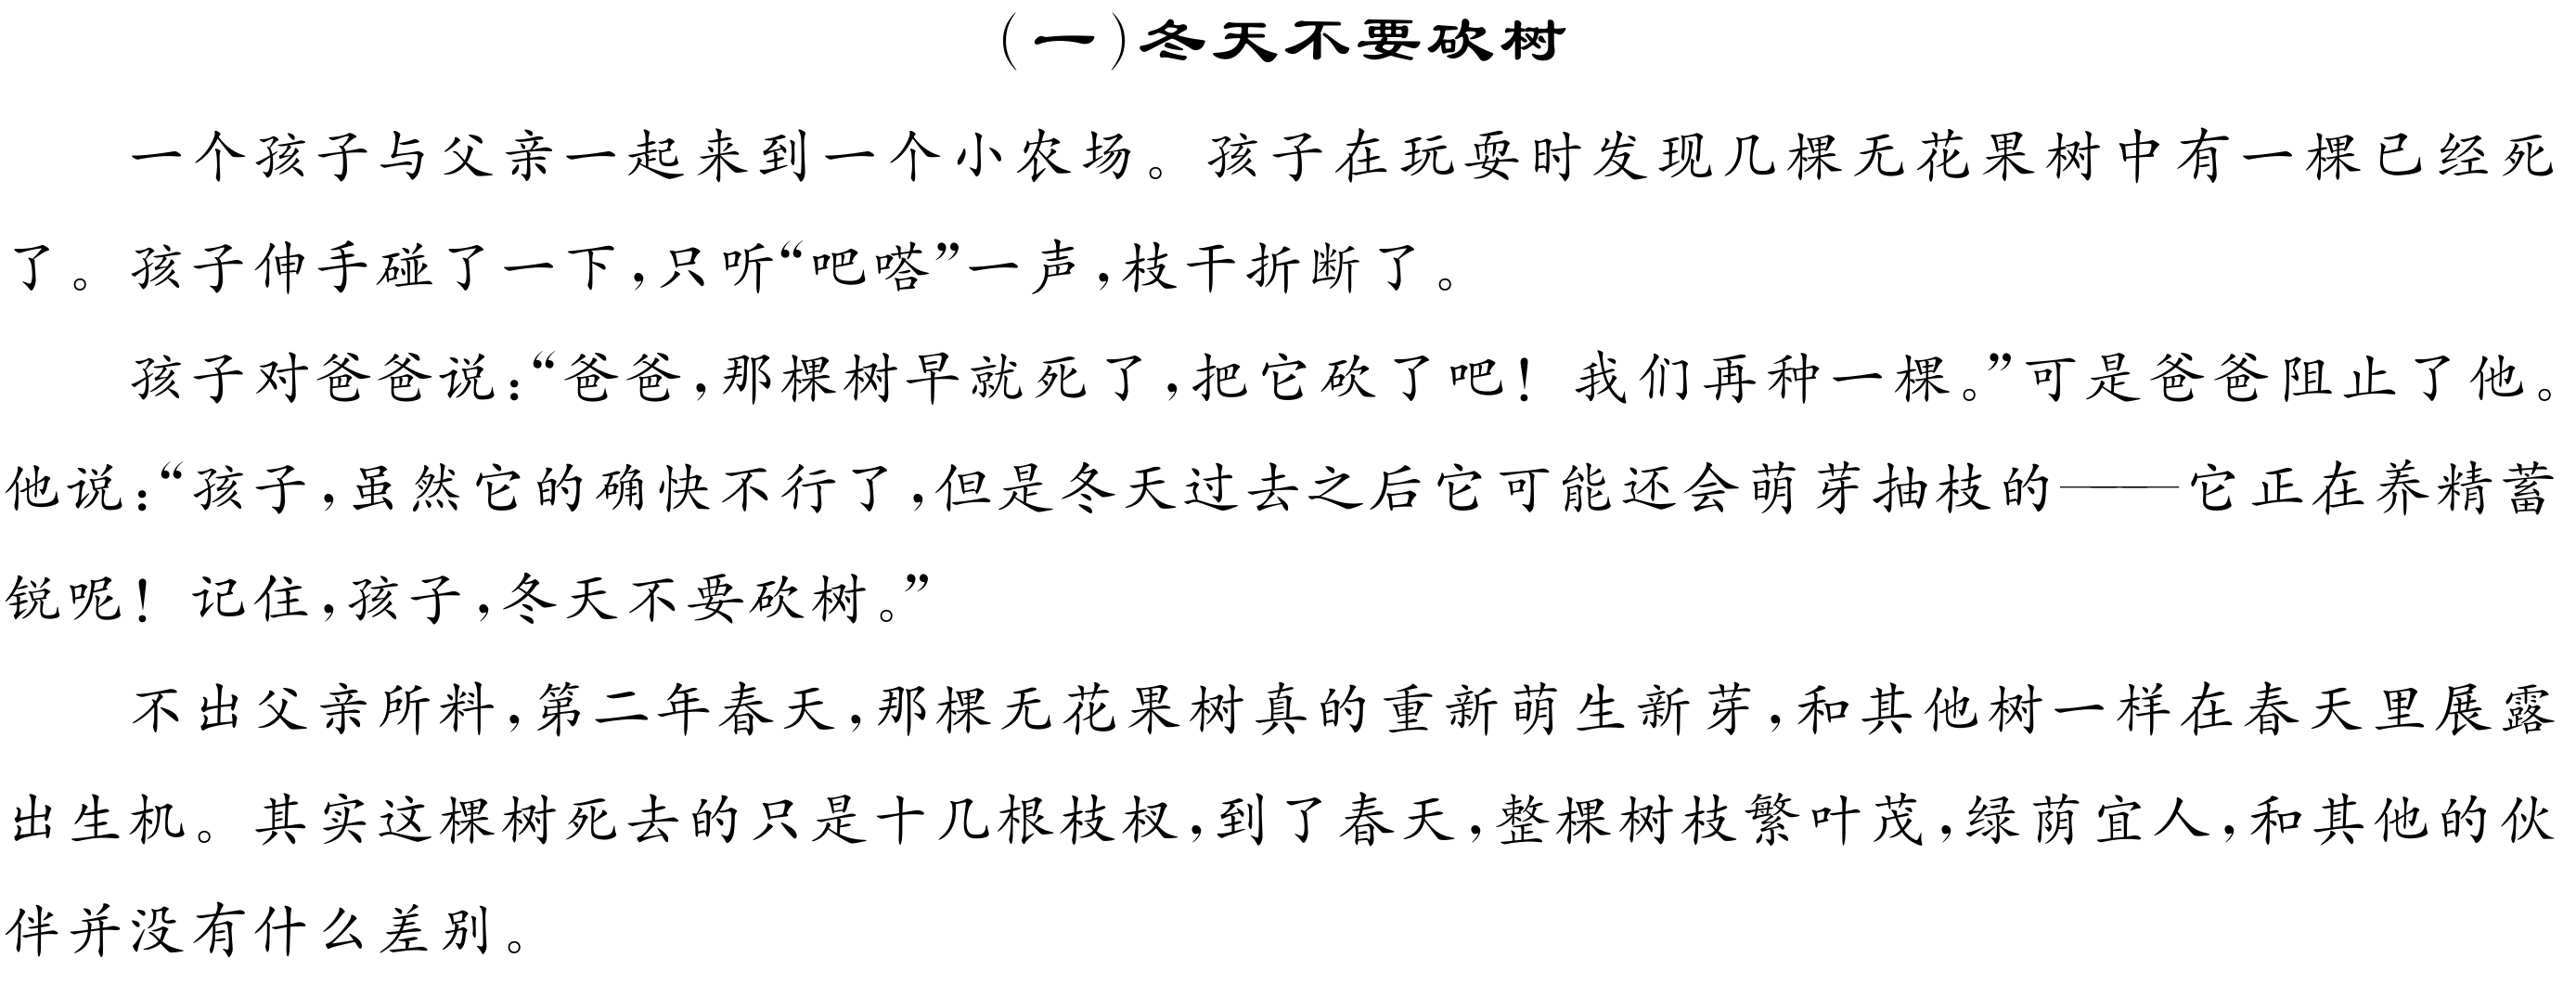 （一）冬天不要砍树
一个孩子与父亲一起来到一个小农场。孩子在玩耍时发现几棵无花果树中有一棵已经死
了。孩子伸手碰了一下，只听“吧嗒”一声，枝干折断了。
孩子对爸爸说：“爸爸，那棵树早就死了，把它砍了吧！我们再种一棵。”可是爸爸阻止了他。
他说：“孩子，虽然它的确快不行了，但是冬天过去之后它可能还会萌芽抽枝的——它正在养精蓄
锐呢！记住，孩子，冬天不要砍树。”
不出父亲所料，第二年春天，那棵无花果树真的重新萌生新芽，和其他树一样在春天里展露
出生机。其实这棵树死去的只是十几根枝杈，到了春天，整棵树枝繁叶茂，绿荫宜人，和其他的伙
伴并没有什么差别。